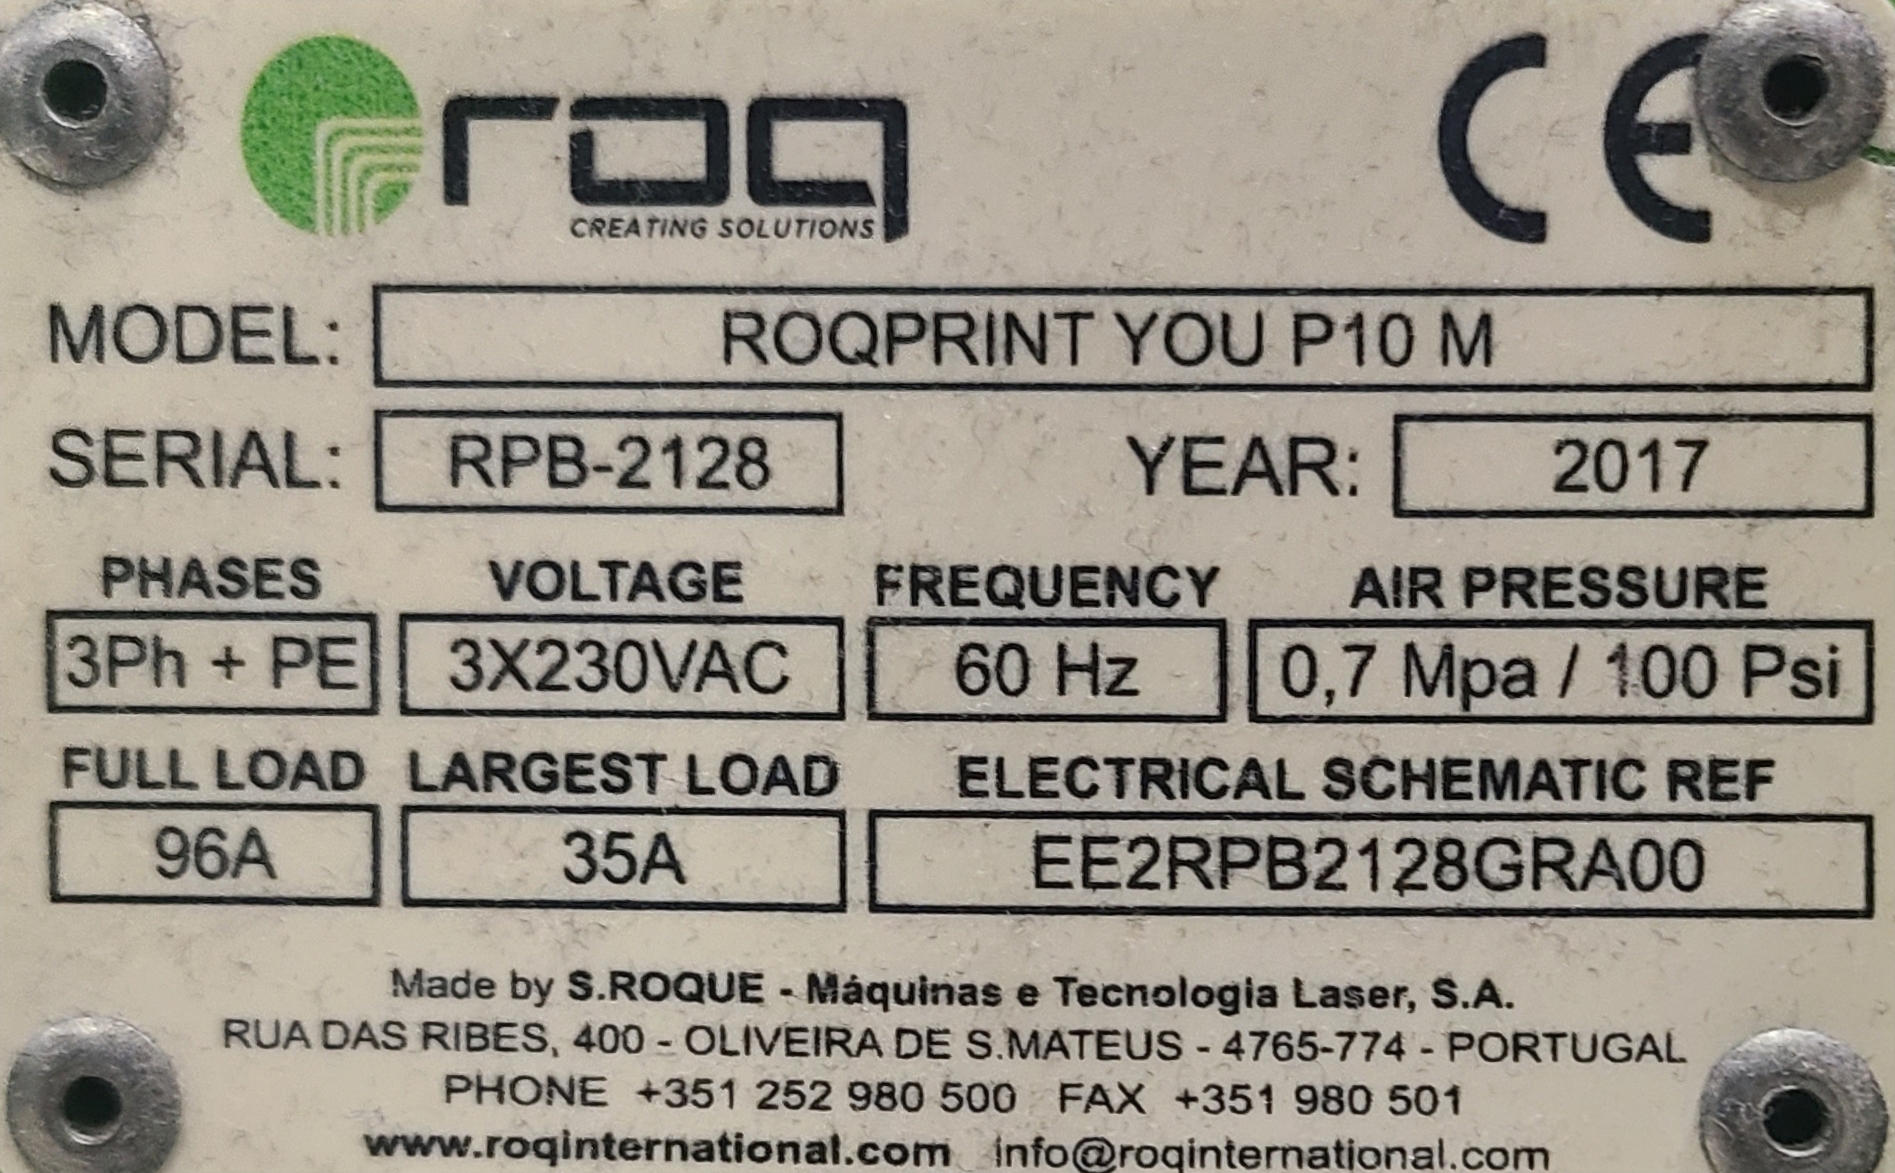 roq
CREATING SOLUTIONS
CE
MODEL: ROQPRINT YOU P10 M
SERIAL: RPB-2128 YEAR: 2017
PHASES VOLTAGE FREQUENCY AIR PRESSURE
3Ph + PE 3X230VAC 60 Hz 0,7 Mpa / 100 Psi
FULL LOAD LARGEST LOAD ELECTRICAL SCHEMATIC REF
96A 35A EE2RPB2128GRA00
Made by S.ROQUE - Máquinas e Tecnologia Laser, S.A.
RUA DAS RIBES, 400 - OLIVEIRA DE S.MATEUS - 4765-774 - PORTUGAL
PHONE +351 252 980 500 FAX +351 980 501
www.roqinternational.com info@roqinternational.com